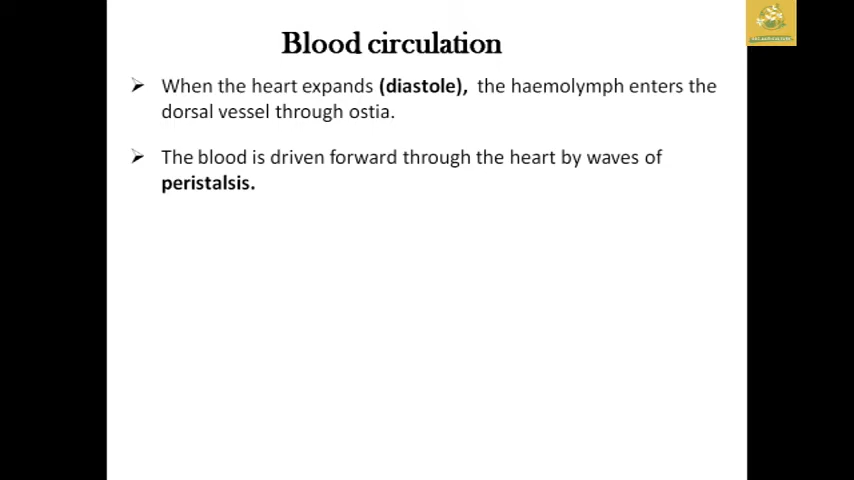 Blood circulation
➢ When the heart expands (diastole), the haemolymph enters the
dorsal vessel through ostia.
➢ The blood is driven forward through the heart by waves of
peristalsis.